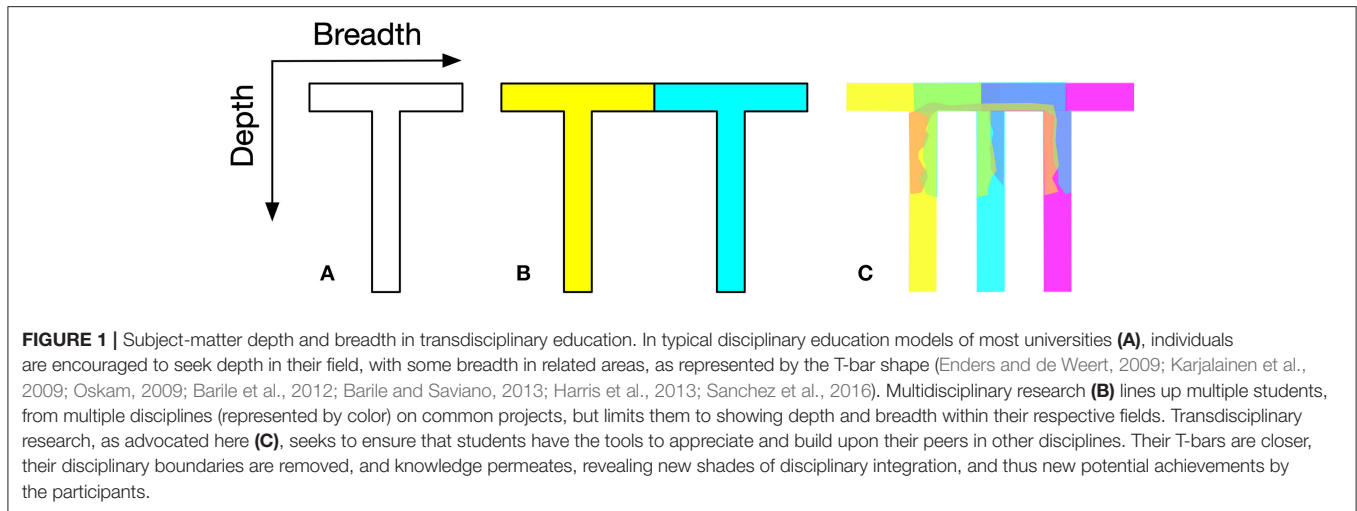 Breadth
Depth
A
B
C
FIGURE 1 | Subject-matter depth and breadth in transdisciplinary education. In typical disciplinary education models of most universities (A), individuals
are encouraged to seek depth in their field, with some breadth in related areas, as represented by the T-bar shape (Enders and de Weert, 2009; Karjalainen et al.,
2009; Oskam, 2009; Barile et al., 2012; Barile and Saviano, 2013; Harris et al., 2013; Sanchez et al., 2016). Multidisciplinary research (B) lines up multiple students,
from multiple disciplines (represented by color) on common projects, but limits them to showing depth and breadth within their respective fields. Transdisciplinary
research, as advocated here (C), seeks to ensure that students have the tools to appreciate and build upon their peers in other disciplines. Their T-bars are closer,
their disciplinary boundaries are removed, and knowledge permeates, revealing new shades of disciplinary integration, and thus new potential achievements by
the participants.